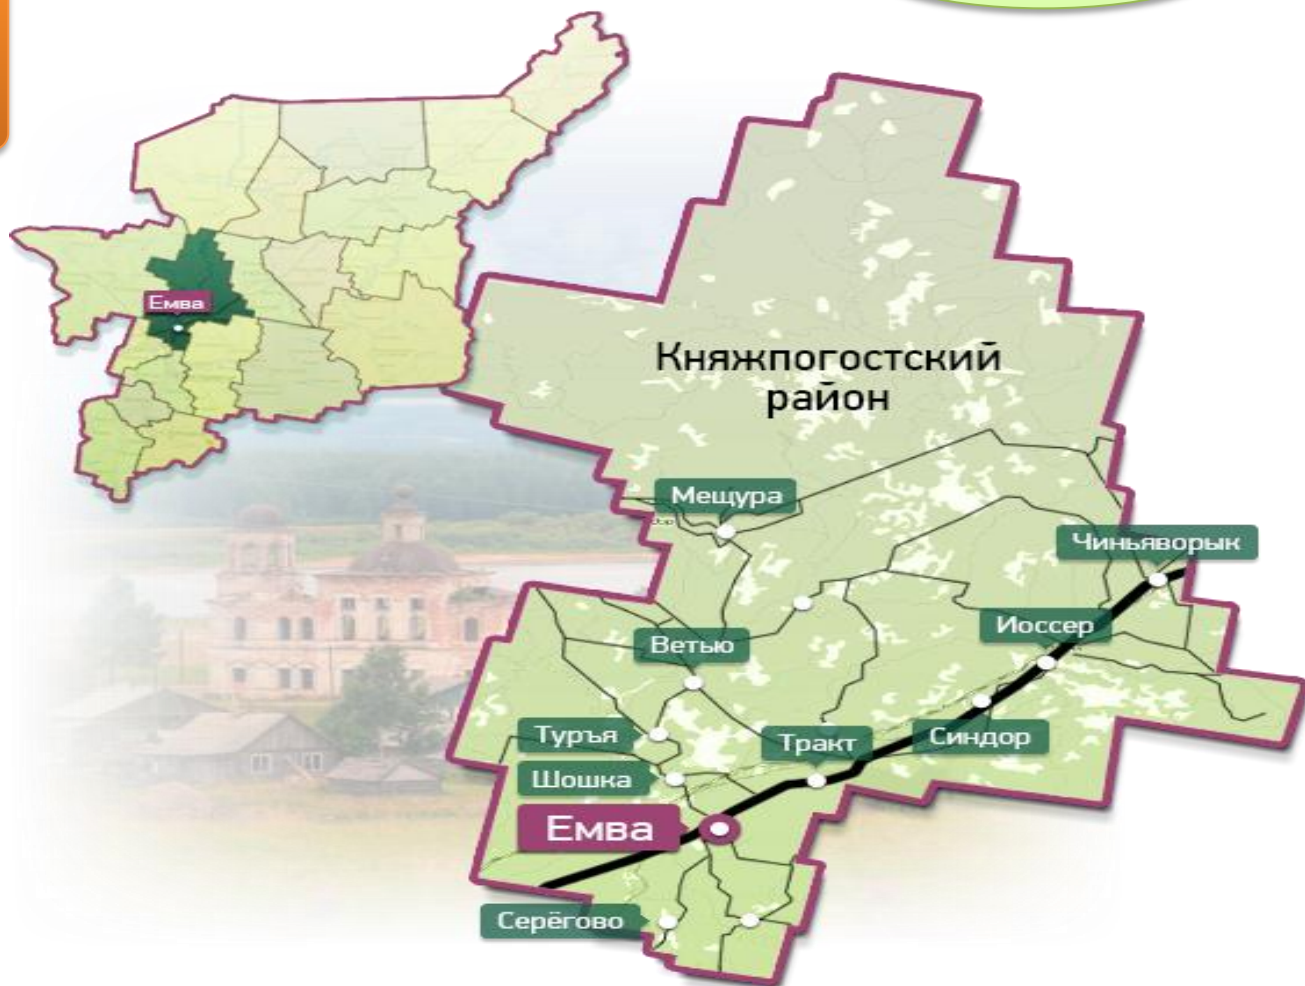 Емва
Княжпогостский
район
Мещура
Чиньяворык
Иоссер
Ветью
Туръя
Тракт
Синдор
Шошка
Емва
Серёгово